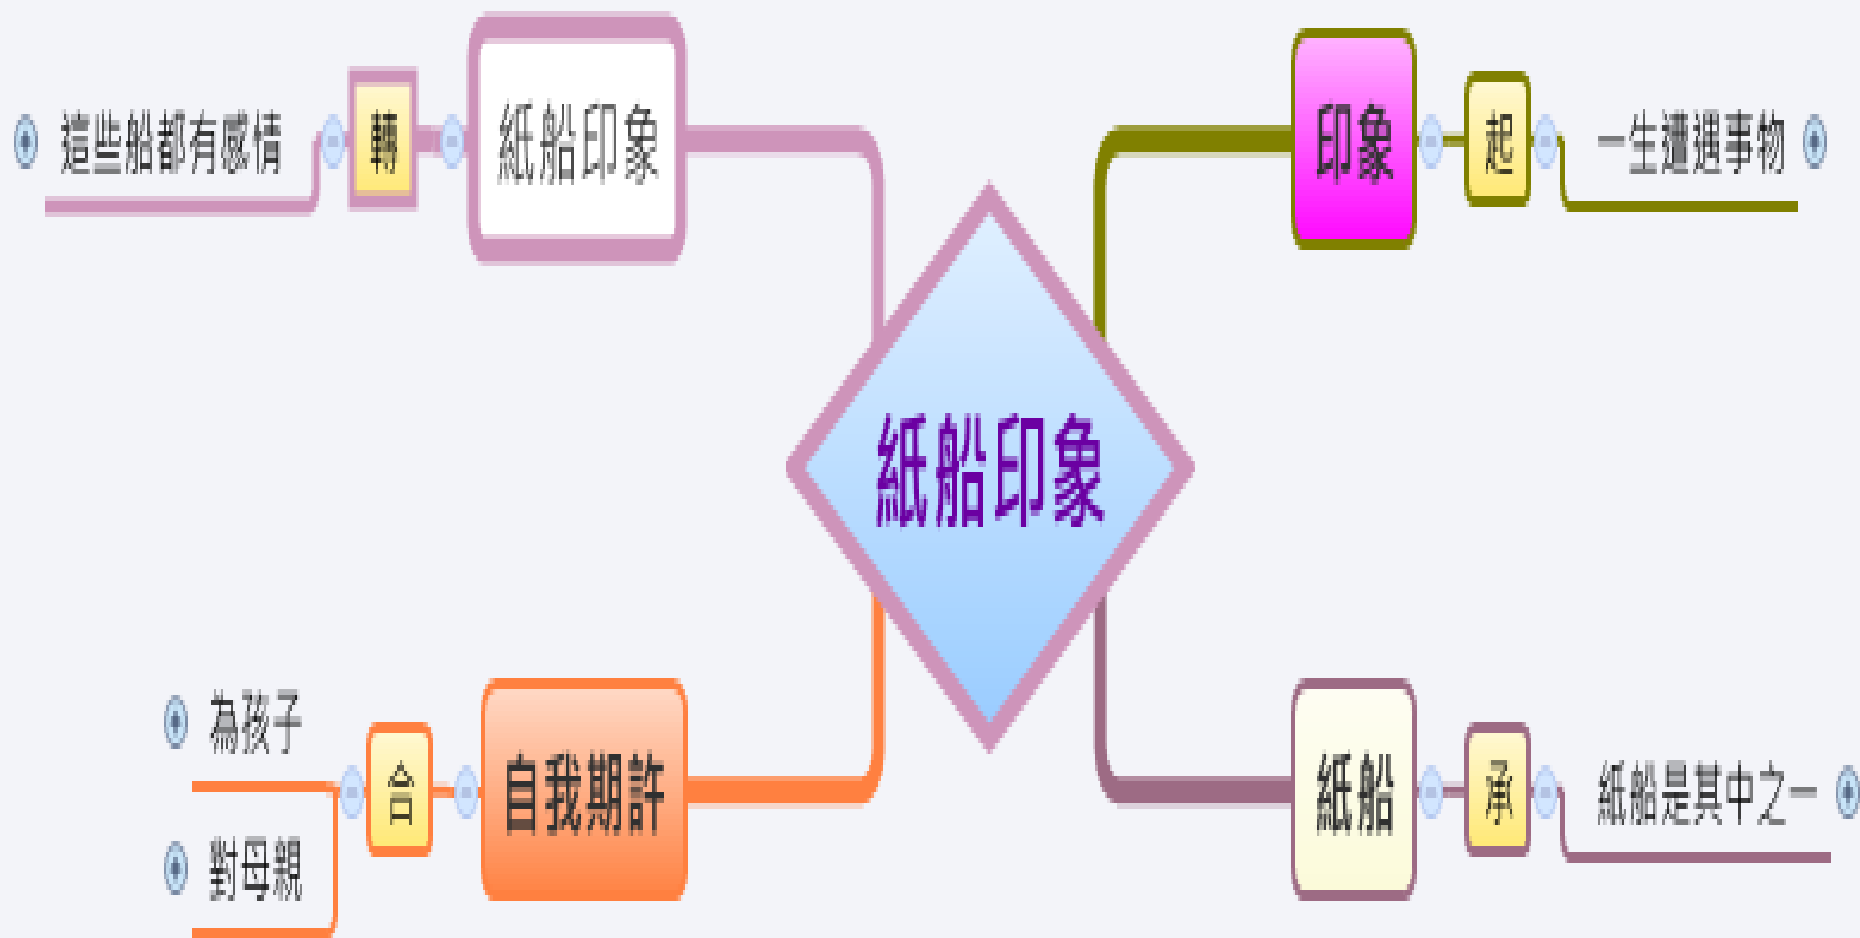 紙船印象
印象
起
一生遭遇事物
紙船
承
紙船是其中之一
紙船印象
轉
這些船都有感情
自我期許
合
為孩子
對母親